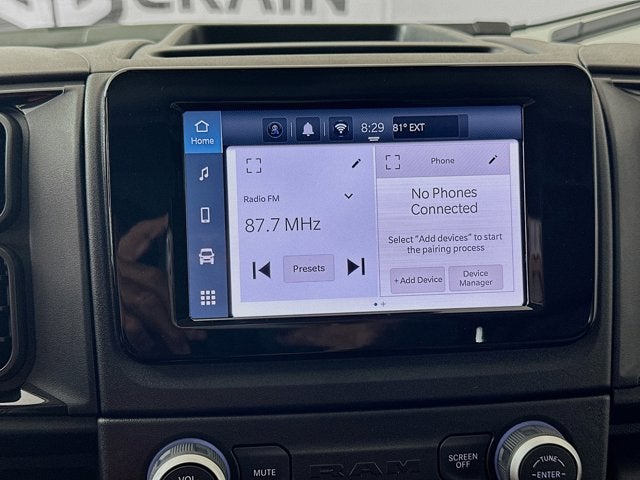 CRAIN
Home
8:29
81° EXT
Radio FM
87.7 MHz
Presets
Phone
No Phones
Connected
Select "Add devices" to start
the pairing process
+ Add Device
Device
Manager
VOL
MUTE
RAM
SCREEN
OFF
TUNE
ENTER